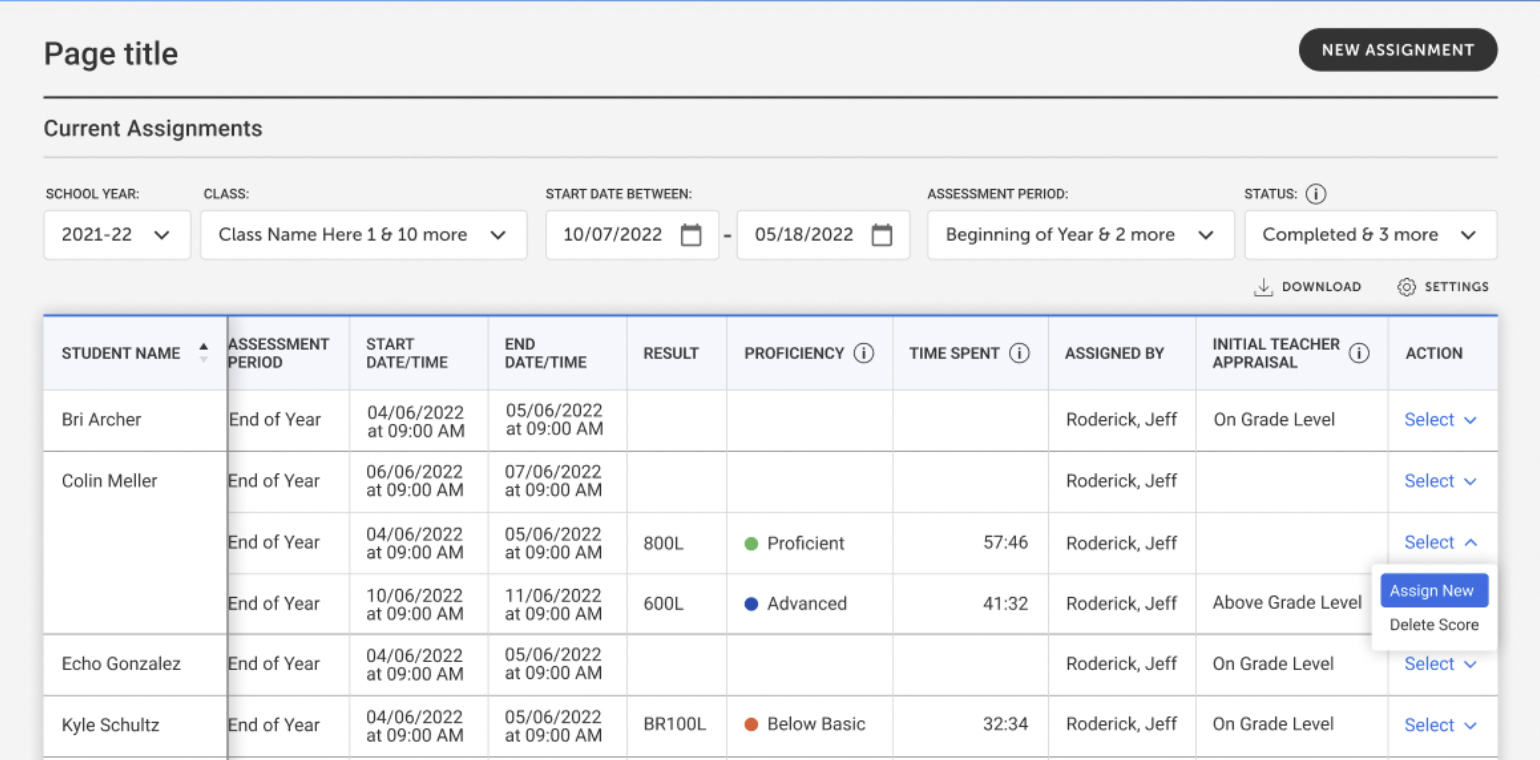 Page title
NEW ASSIGNMENT
Current Assignments
SCHOOL YEAR: CLASS: START DATE BETWEEN: ASSESSMENT PERIOD: STATUS:
2021-22 Class Name Here 1 & 10 more 10/07/2022 - 05/18/2022 Beginning of Year & 2 more Completed & 3 more
DOWNLOAD SETTINGS
STUDENT NAME
ASSESSMENT
PERIOD
START
DATE/TIME
END
DATE/TIME
RESULT
PROFICIENCY
TIME SPENT
ASSIGNED BY
INITIAL TEACHER
APPRAISAL
ACTION
Bri Archer
End of Year
04/06/2022
at 09:00 AM
05/06/2022
at 09:00 AM
Roderick, Jeff
On Grade Level
Select
Colin Meller
End of Year
06/06/2022
at 09:00 AM
07/06/2022
at 09:00 AM
Roderick, Jeff
Select
End of Year
04/06/2022
at 09:00 AM
05/06/2022
at 09:00 AM
800L
Proficient
57:46
Roderick, Jeff
Select
Assign New
Delete Score
End of Year
10/06/2022
at 09:00 AM
11/06/2022
at 09:00 AM
600L
Advanced
41:32
Roderick, Jeff
Above Grade Level
Echo Gonzalez
End of Year
04/06/2022
at 09:00 AM
05/06/2022
at 09:00 AM
Roderick, Jeff
On Grade Level
Select
Kyle Schultz
End of Year
04/06/2022
at 09:00 AM
05/06/2022
at 09:00 AM
BR100L
Below Basic
32:34
Roderick, Jeff
On Grade Level
Select